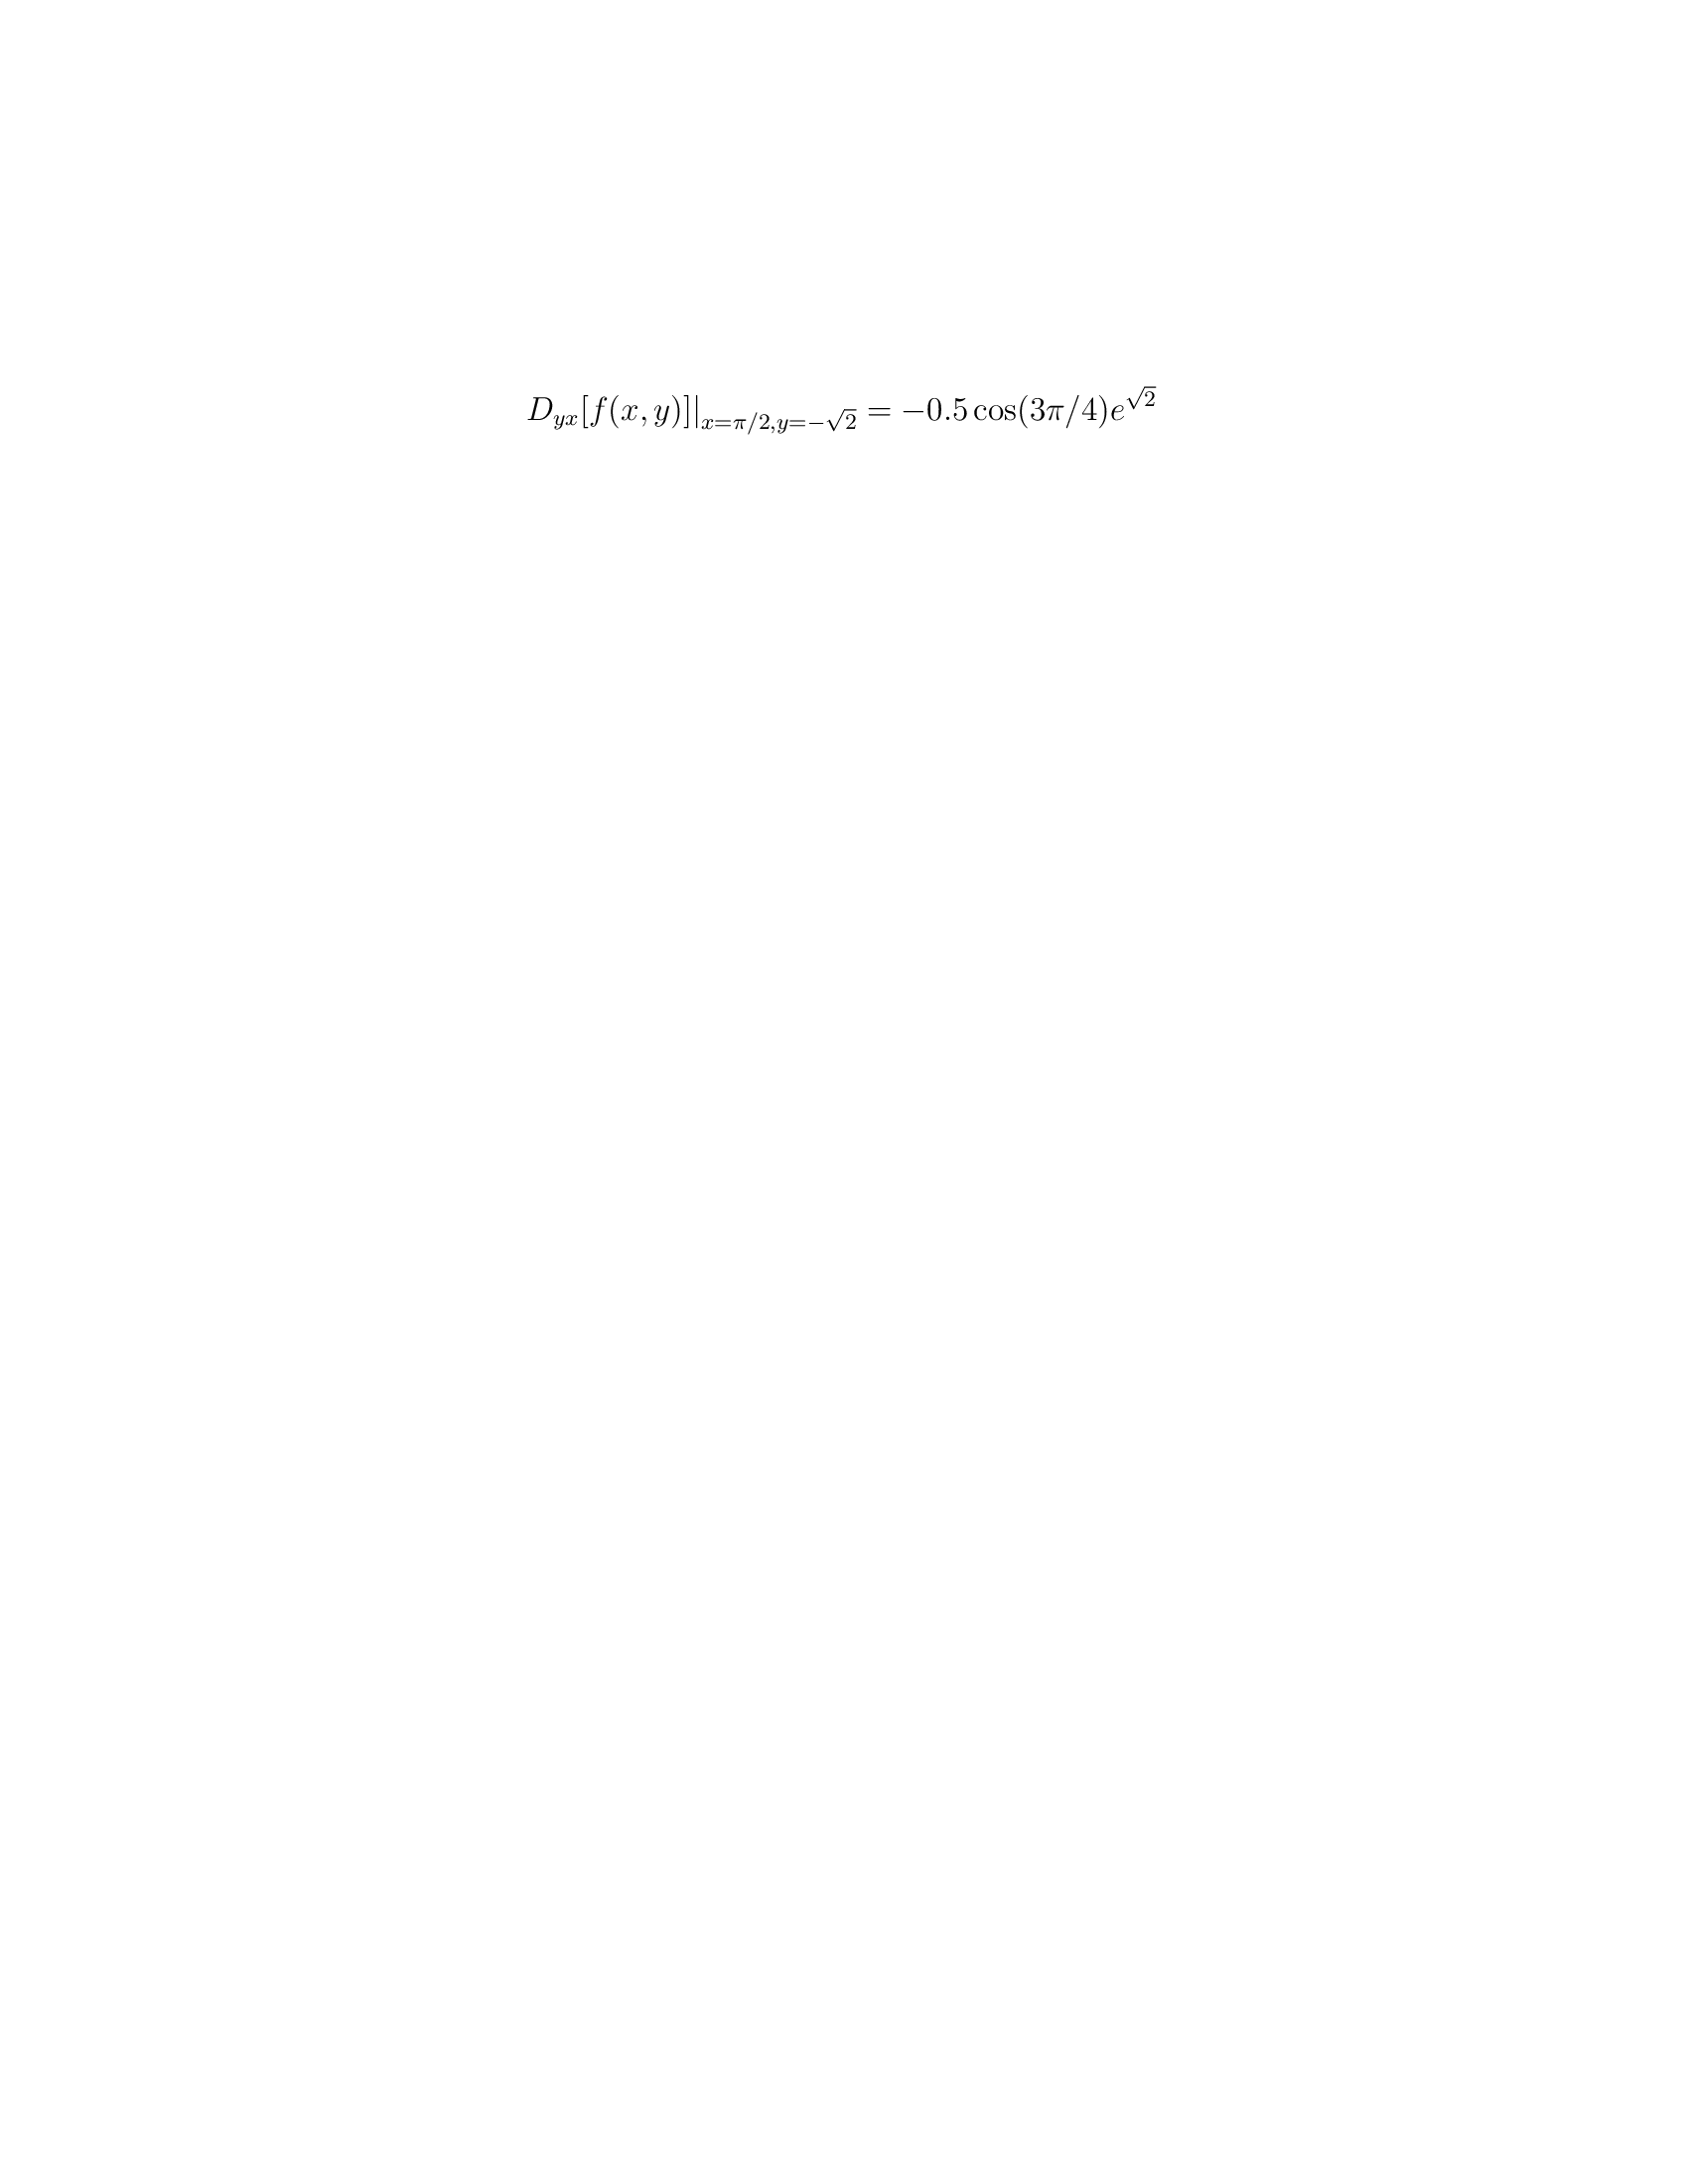 $D_{yx}[f(x, y)]|_{x=\pi/2, y=-\sqrt{2}} = -0.5 \cos(3\pi/4)e^{\sqrt{2}}$